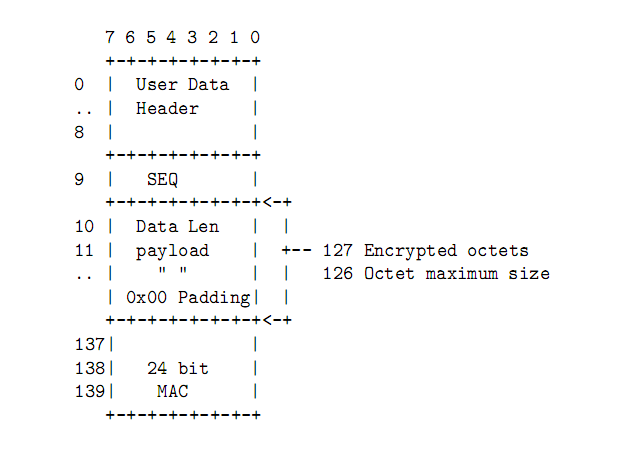 7 6 5 4 3 2 1 0
+-+-+-+-+-+-+-+
0 | User Data |
.. | Header |
8 | |
+-+-+-+-+-+-+-+
9 | SEQ |
+-+-+-+-+-+-+-+<-+
10 | Data Len | |
11 | payload | +-- 127 Encrypted octets
.. | " " | | 126 Octet maximum size
| 0x00 Padding| |
+-+-+-+-+-+-+-+<-+
137| |
138| 24 bit |
139| MAC |
+-+-+-+-+-+-+-+